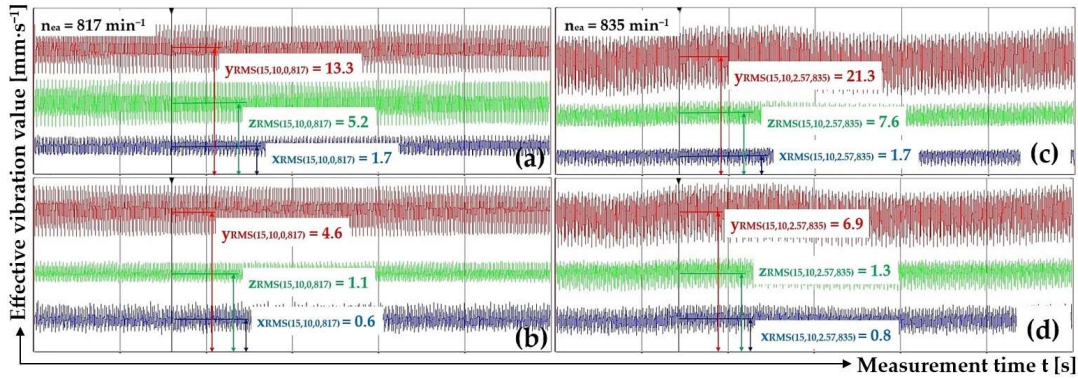 Effective vibration value [mm·s⁻¹]
nea = 817 min⁻¹
yRMS(15,10,0,817) = 13.3
zRMS(15,10,0,817) = 5.2
xRMS(15,10,0,817) = 1.7
(a)
yRMS(15,10,0,817) = 4.6
zRMS(15,10,0,817) = 1.1
xRMS(15,10,0,817) = 0.6
(b)
nea = 835 min⁻¹
yRMS(15,10,2.57,835) = 21.3
zRMS(15,10,2.57,835) = 7.6
xRMS(15,10,2.57,835) = 1.7
(c)
yRMS(15,10,2.57,835) = 6.9
zRMS(15,10,2.57,835) = 1.3
xRMS(15,10,2.57,835) = 0.8
(d)
Measurement time t [s]